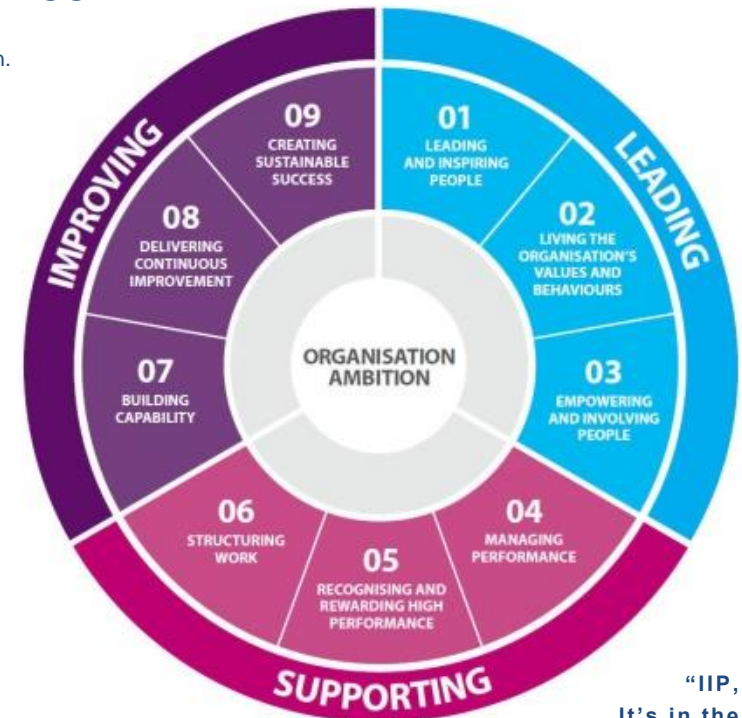 n.
IMPROVING
LEADING
SUPPORTING
09
CREATING
SUSTAINABLE
SUCCESS
01
LEADING
AND INSPIRING
PEOPLE
08
DELIVERING
CONTINUOUS
IMPROVEMENT
02
LIVING THE
ORGANISATION'S
VALUES AND
BEHAVIOURS
ORGANISATION
AMBITION
07
BUILDING
CAPABILITY
03
EMPOWERING
AND INVOLVING
PEOPLE
06
STRUCTURING
WORK
05
RECOGNISING AND
REWARDING HIGH
PERFORMANCE
04
MANAGING
PERFORMANCE
“IIP,
It’s in the